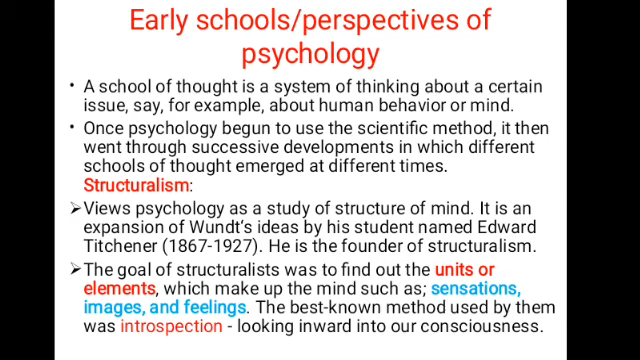 Early schools/perspectives of
psychology
• A school of thought is a system of thinking about a certain
issue, say, for example, about human behavior or mind.
• Once psychology begun to use the scientific method, it then
went through successive developments in which different
schools of thought emerged at different times.
Structuralism:
➢Views psychology as a study of structure of mind. It is an
expansion of Wundt‘s ideas by his student named Edward
Titchener (1867-1927). He is the founder of structuralism.
➢The goal of structuralists was to find out the units or
elements, which make up the mind such as; sensations,
images, and feelings. The best-known method used by them
was introspection - looking inward into our consciousness.